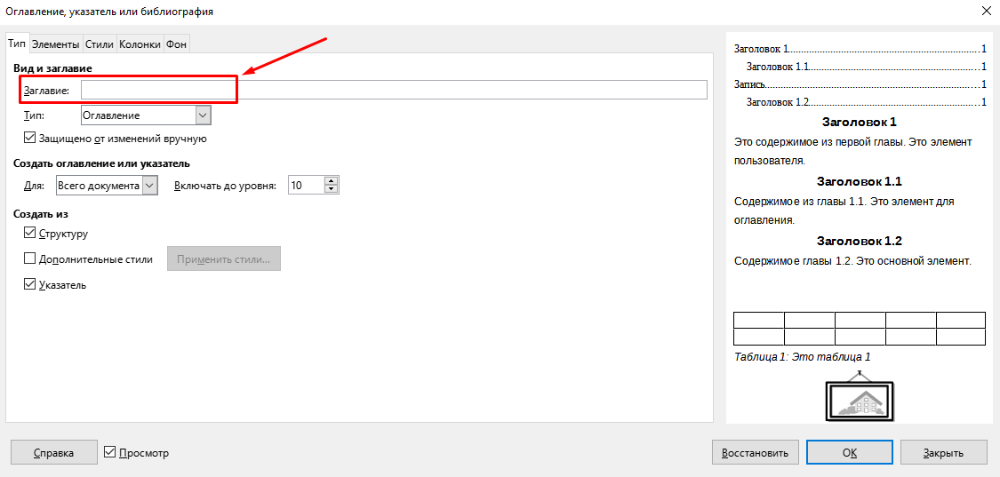 Оглавление, указатель или библиография
Тип Элементы Стили Колонки Фон
Вид и заглавие
Заглавие:
Тип: Оглавление
Защищено от изменений вручную
Создать оглавление или указатель
Для: Всего документа Включать до уровня: 10
Создать из
Структуру
Дополнительные стили Применить стили...
Указатель
Заголовок 1........................................................................1
Заголовок 1.1....................................................................1
Запись...............................................................................1
Заголовок 1.2....................................................................1
Заголовок 1
Это содержимое из первой главы. Это элемент
пользователя.
Заголовок 1.1
Содержимое из главы 1.1. Это элемент для
оглавления.
Заголовок 1.2
Содержимое главы 1.2. Это основной элемент.
Таблица 1: Это таблица 1
Справка Просмотр Восстановить ОК Закрыть